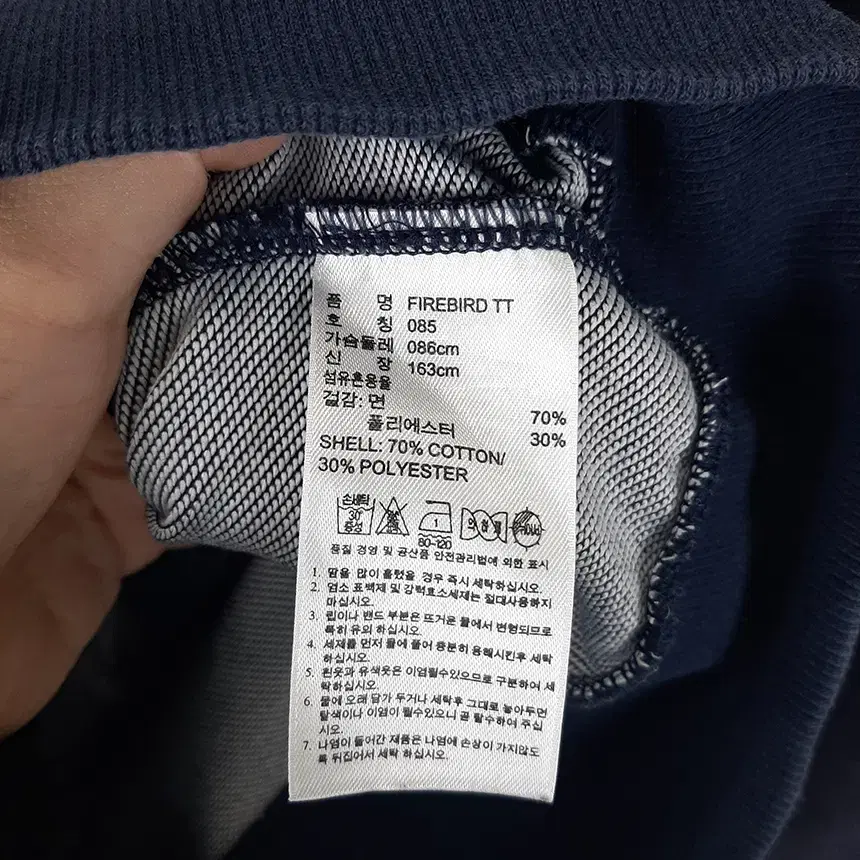 품 명 FIREBIRD TT
호 칭 085
가슴둘레 086cm
신 장 163cm
섬유혼용율
겉감: 면 70%
폴리에스터 30%
SHELL: 70% COTTON/
30% POLYESTER
손세탁
30°
중성
1
80-120
품질 경영 및 공산품 안전관리법에 의한 표시
1. 땀을 많이 흘렸을 경우 즉시 세탁하십시오.
2. 염소 표백제 및 강력효소세제는 절대사용하지
마십시오.
3. 립이나 밴드 부분은 뜨거운 물에서 변형되므로
특히 유의 하십시오.
4. 세제를 먼저 물에 풀어 충분히 용해시킨후 세탁
하십시오.
5. 흰옷과 유색옷은 이염될수있으므로 구분하여 세
탁하십시오.
6. 물에 오래 담가 두거나 세탁후 그대로 놓아두면
탈색이나 이염이 될수있으니 곧 탈수하여 주십
시오.
7. 나염이 들어간 제품은 나염에 손상이 가지않도
록 뒤집어서 세탁 하십시오.